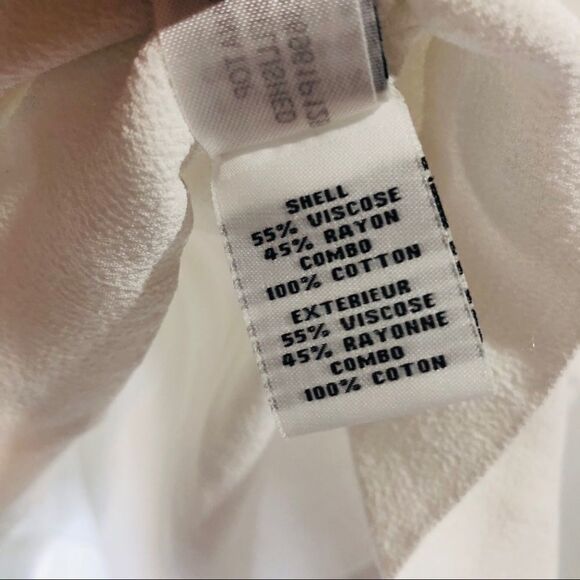 SHELL
55% VISCOSE
45% RAYON
COMBO
100% COTTON
EXTERIEUR
55% VISCOSE
45% RAYONNE
COMBO
100% COTON